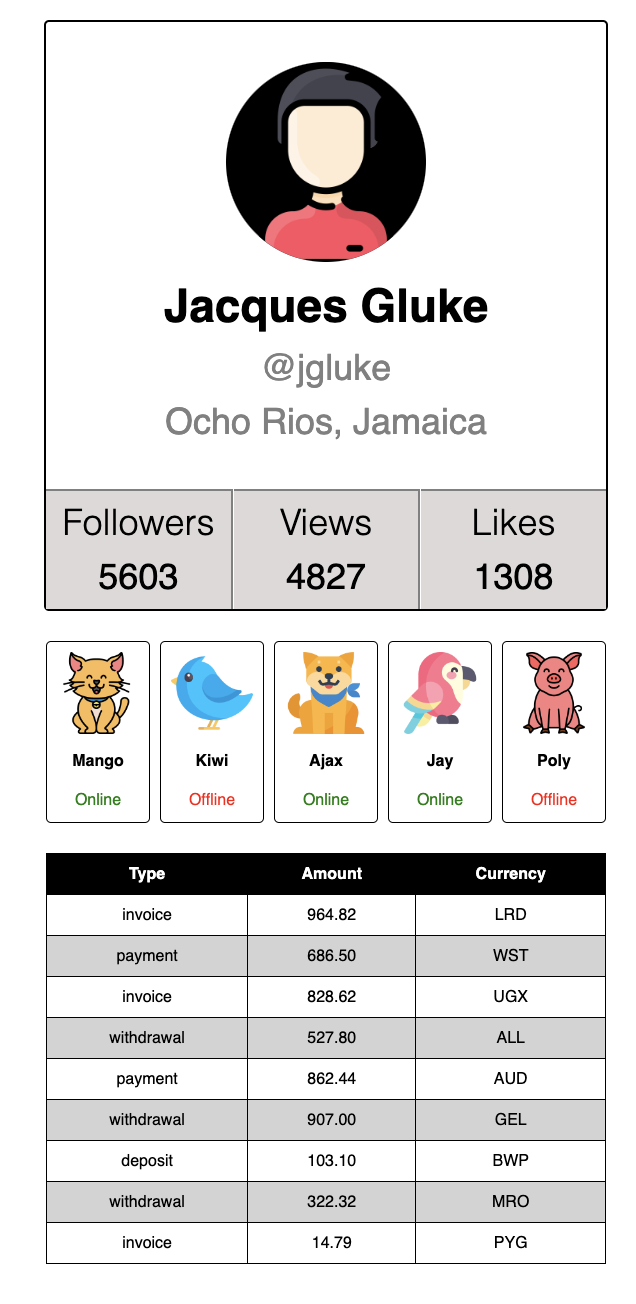 Jacques Gluke
@jgluke
Ocho Rios, Jamaica
Followers Views Likes
5603 4827 1308
Mango Kiwi Ajax Jay Poly
Online Offline Online Online Offline
Type Amount Currency
invoice 964.82 LRD
payment 686.50 WST
invoice 828.62 UGX
withdrawal 527.80 ALL
payment 862.44 AUD
withdrawal 907.00 GEL
deposit 103.10 BWP
withdrawal 322.32 MRO
invoice 14.79 PYG